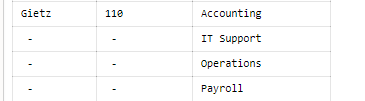 Gietz 110 Accounting
- - IT Support
- - Operations
- - Payroll